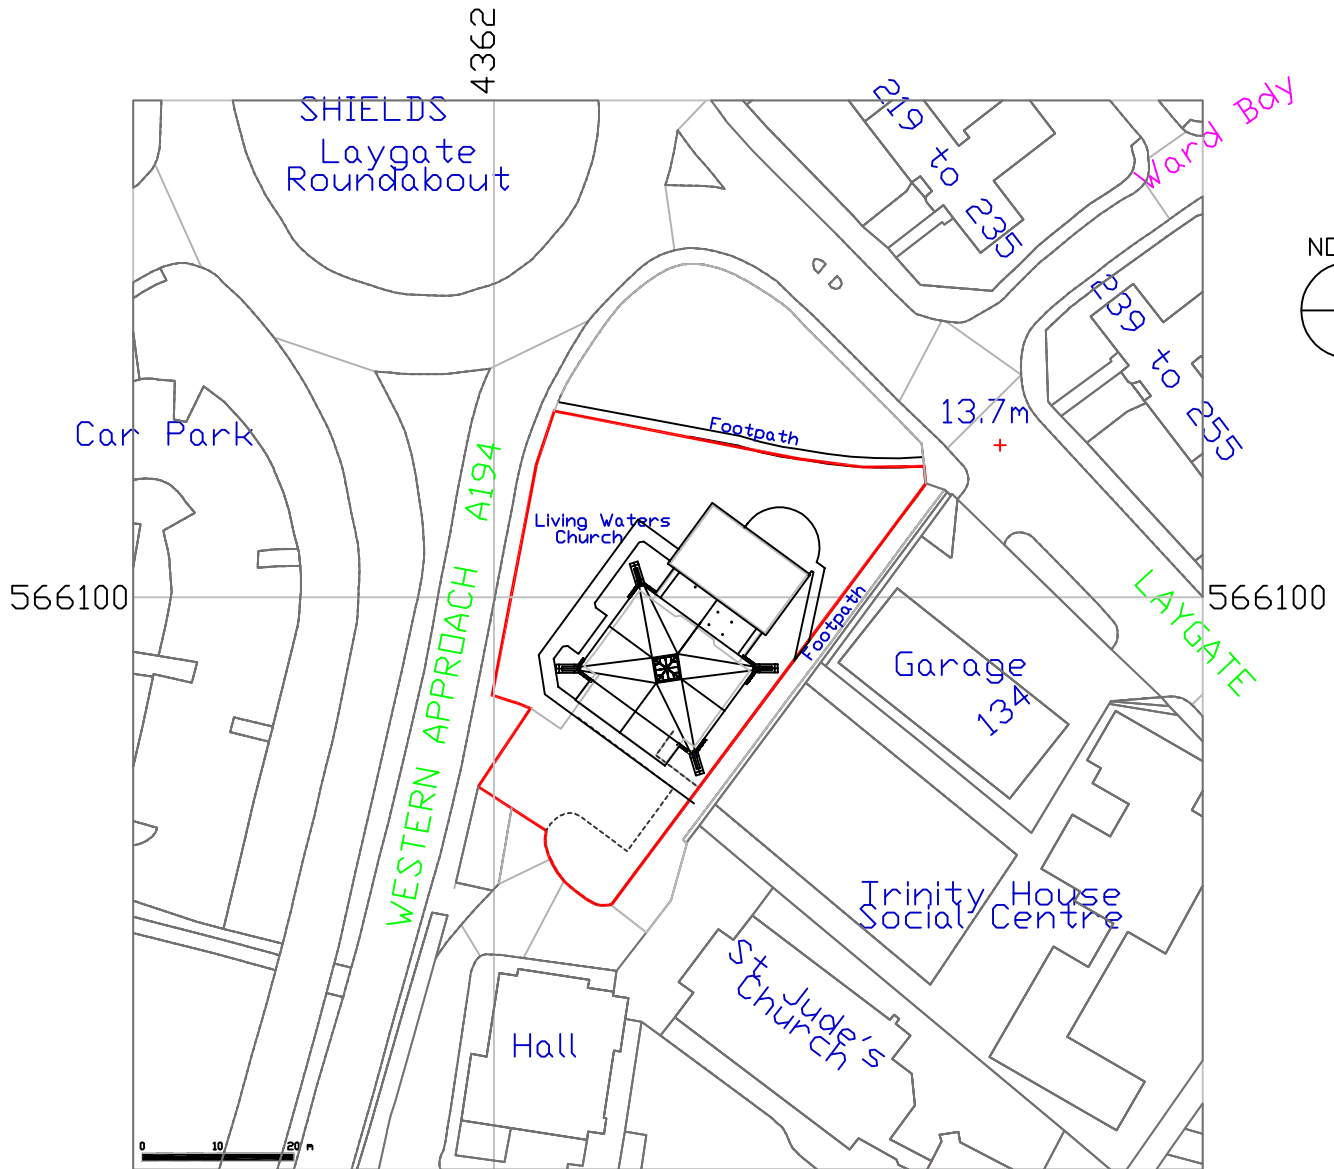 4362
SHIELDS
Laygate
Roundabout
219 to 235
Ward Bdy
ND
239 to 255
13.7m
Car Park
Footpath
A194
Living Waters
Church
566100
566100
Footpath
LAYGATE
WESTERN APPROACH
Garage
134
Trinity House
Social Centre
St. Jude's
Church
Hall
0 10 20 m